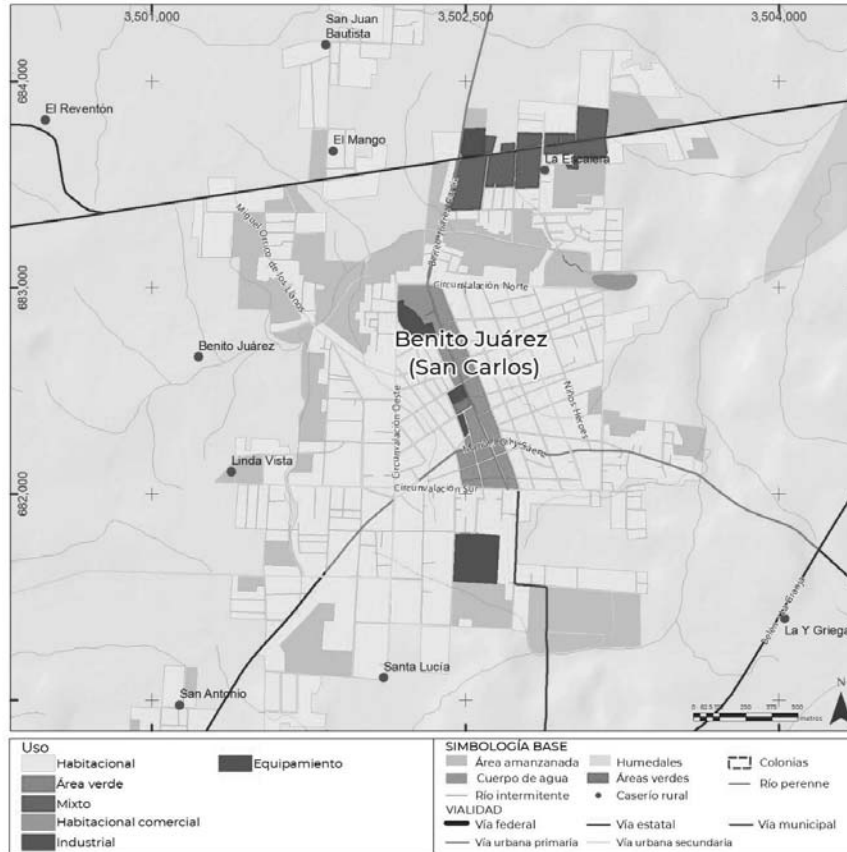 3,501,000
3,502,500
3,504,000
684,000
683,000
682,000
San Juan
Bautista
El Reventón
El Mango
La Escalera
Miguel Orrico de los Llanos
Circunvalación Norte
Benito Juárez
(San Carlos)
Benito Juárez
Circunvalación Oeste
Niños Héroes
Linda Vista
Circunvalación Sur
La Y Griega
Santa Lucía
San Antonio
N
metros
Uso
Habitacional
Área verde
Mixto
Habitacional comercial
Industrial
Equipamiento
SIMBOLOGÍA BASE
Área amanzanada
Humedales
Colonias
Cuerpo de agua
Áreas verdes
Río perenne
Río intermitente
Caserío rural
VIALIDAD
Vía federal
Vía estatal
Vía municipal
Vía urbana primaria
Vía urbana secundaria